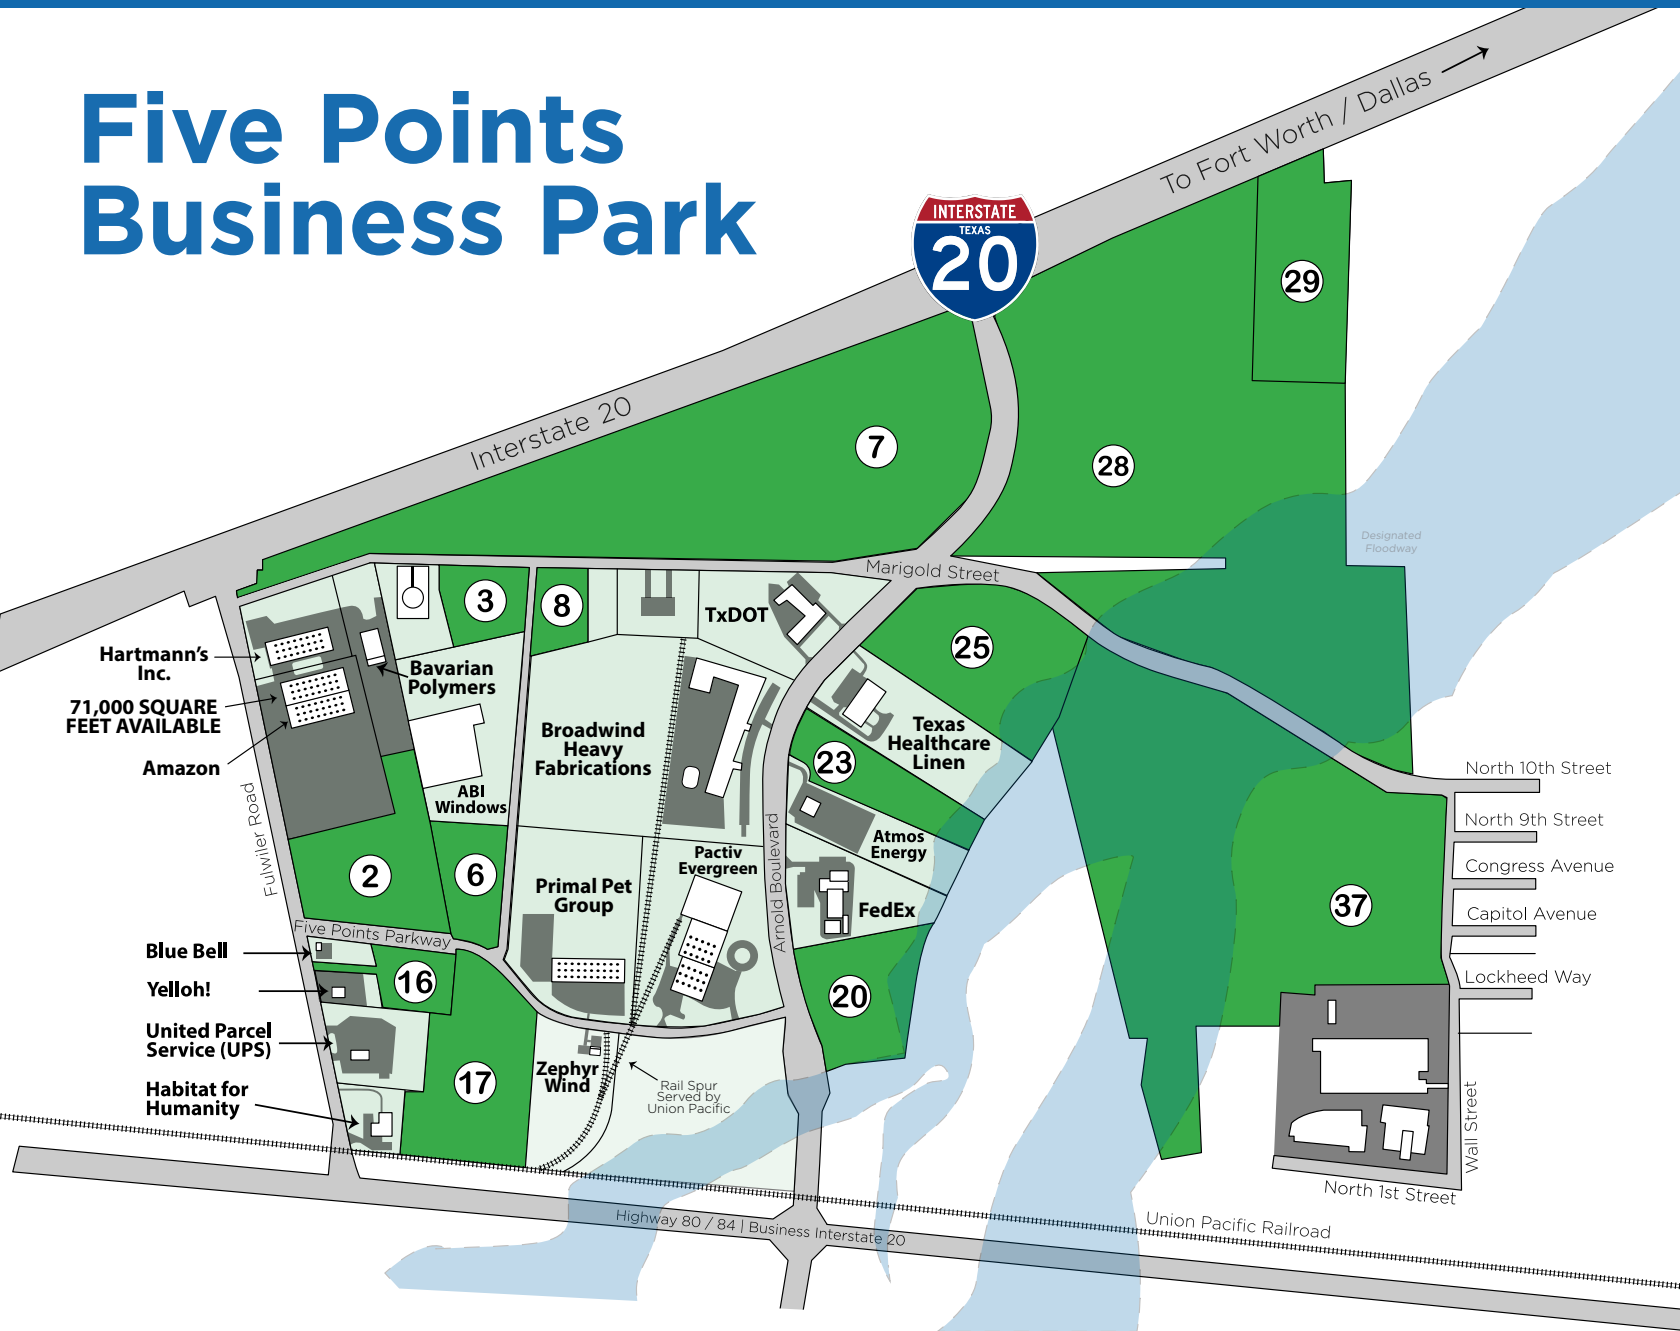 Five Points
Business Park
To Fort Worth / Dallas
INTERSTATE
TEXAS
20
29
Interstate 20
7
28
Designated
Floodway
Marigold Street
3
8
TxDOT
25
Hartmann's
Inc.
Bavarian
Polymers
71,000 SQUARE
FEET AVAILABLE
Amazon
Broadwind
Heavy
Fabrications
Texas
Healthcare
Linen
23
ABI
Windows
North 10th Street
North 9th Street
Congress Avenue
Capitol Avenue
Lockheed Way
Fulwiler Road
Arnold Boulevard
Atmos
Energy
Pactiv
Evergreen
2
6
Primal Pet
Group
FedEx
37
Five Points Parkway
Blue Bell
Yelloh!
16
20
United Parcel
Service (UPS)
17
Zephyr
Wind
Rail Spur
Served by
Union Pacific
Habitat for
Humanity
Wall Street
North 1st Street
Union Pacific Railroad
Highway 80 / 84 | Business Interstate 20